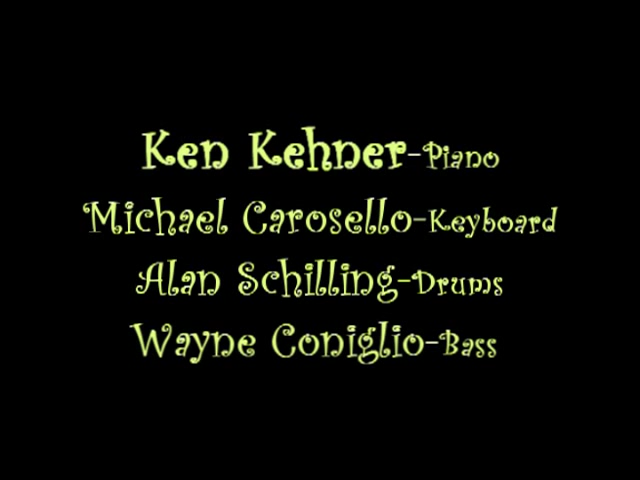 Ken Kehner-Piano
Michael Carosello-Keyboard
Alan Schilling-Drums
Wayne Coniglio-Bass